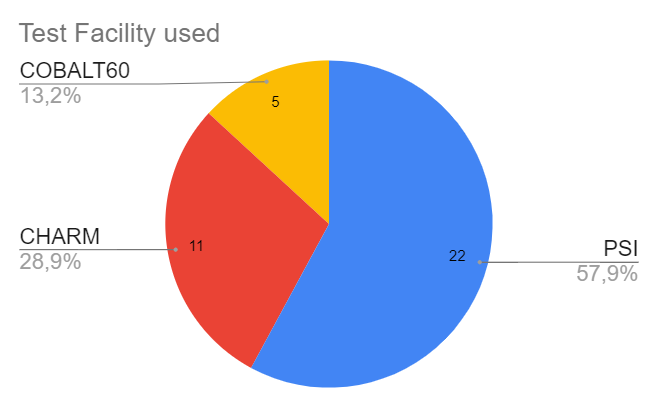 Test Facility used
COBALT60
13,2%
5
CHARM
28,9%
11
22
PSI
57,9%